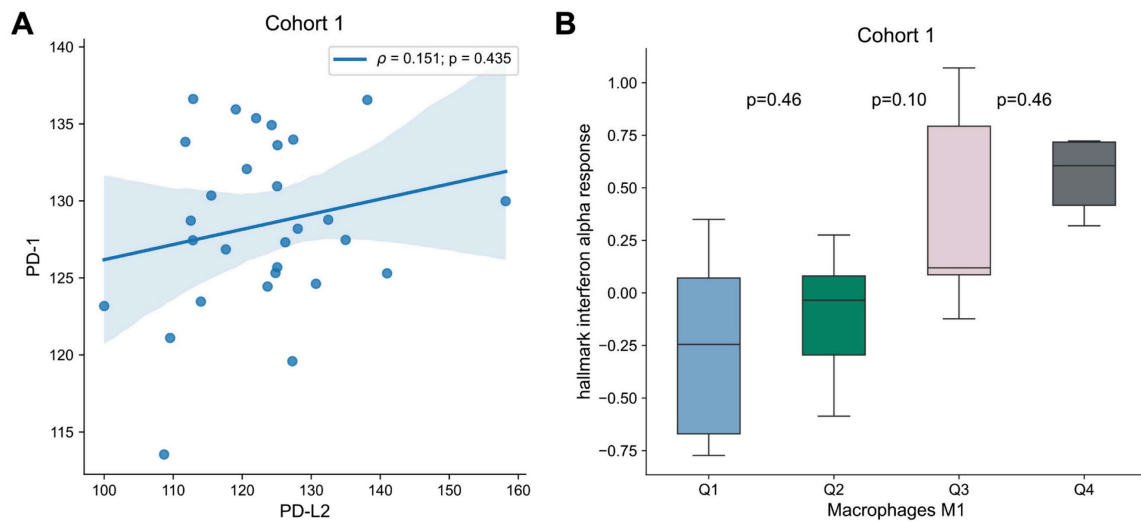 A
Cohort 1
ρ = 0.151; p = 0.435
PD-1
140
135
130
125
120
115
100
110
120
130
140
150
160
PD-L2
B
Cohort 1
p=0.46
p=0.10
p=0.46
hallmark interferon alpha response
1.00
0.75
0.50
0.25
0.00
−0.25
−0.50
−0.75
Q1
Q2
Q3
Q4
Macrophages M1